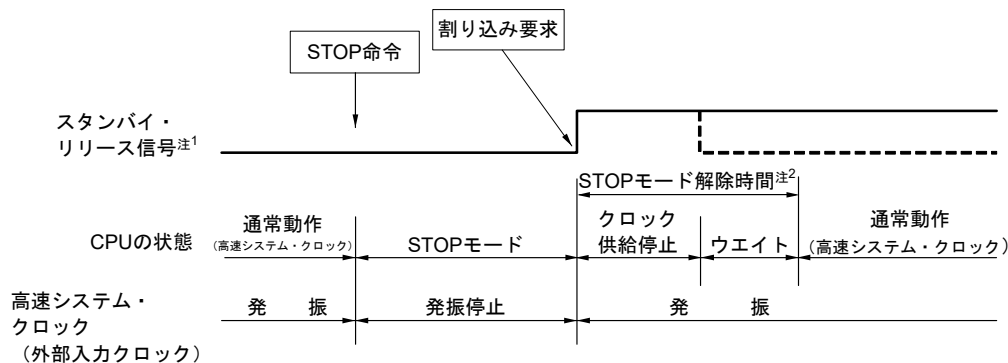 割り込み要求
STOP命令
スタンバイ・
リリース信号注1
STOPモード解除時間注2
CPUの状態
通常動作
(高速システム・クロック)
STOPモード
クロック
供給停止
ウエイト
通常動作
(高速システム・クロック)
高速システム・
クロック
(外部入力クロック)
発 振
発振停止
発 振